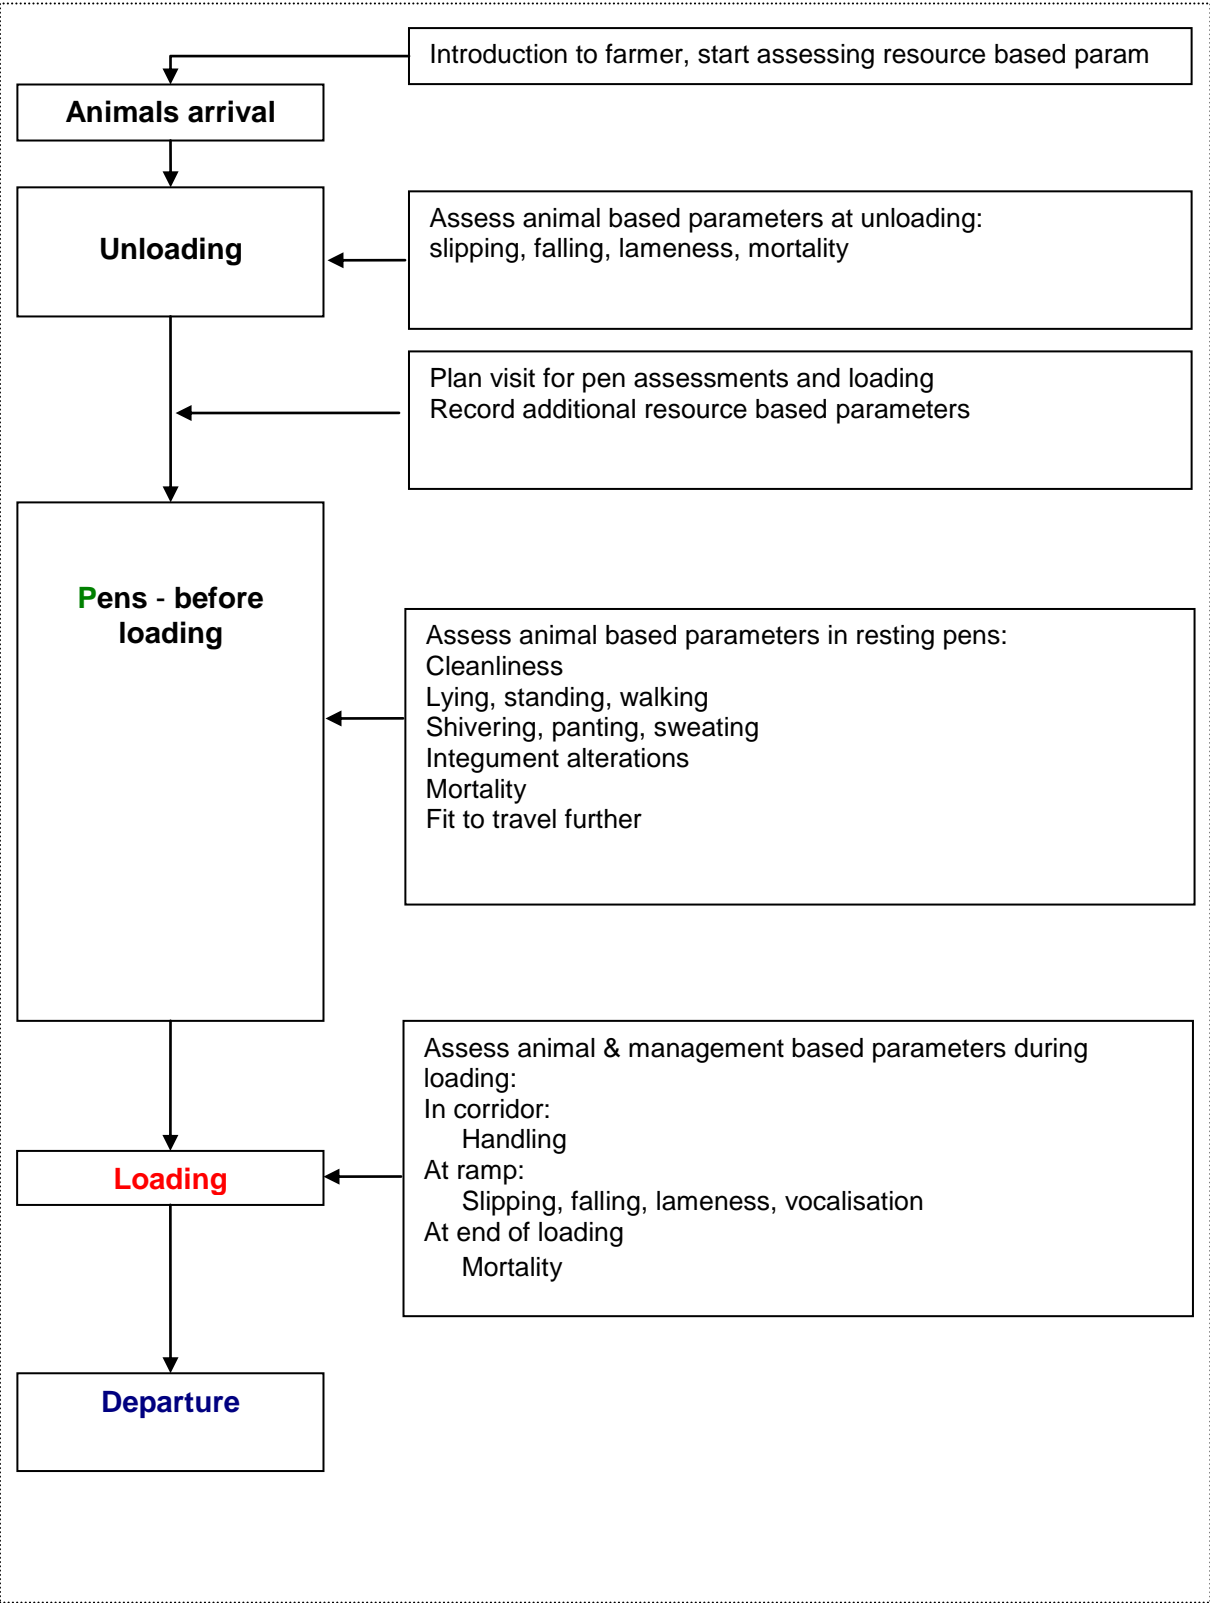 Introduction to farmer, start assessing resource based param
Animals arrival
Unloading
Assess animal based parameters at unloading:
slipping, falling, lameness, mortality
Plan visit for pen assessments and loading
Record additional resource based parameters
Pens - before
loading
Assess animal based parameters in resting pens:
Cleanliness
Lying, standing, walking
Shivering, panting, sweating
Integument alterations
Mortality
Fit to travel further
Assess animal & management based parameters during
loading:
In corridor:
Handling
At ramp:
Slipping, falling, lameness, vocalisation
At end of loading
Mortality
Loading
Departure